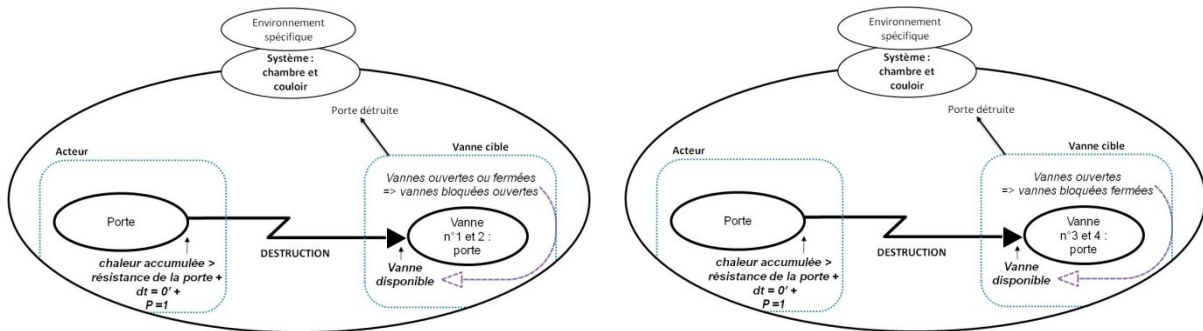 Environnement
spécifique
Système :
chambre et
couloir
Porte détruite
Acteur
Vanne cible
Vannes ouvertes ou fermées
=> vannes bloquées ouvertes
Porte
Vanne
n°1 et 2 :
porte
DESTRUCTION
chaleur accumulée >
résistance de la porte +
dt = 0' +
P =1
Vanne
disponible
Environnement
spécifique
Système :
chambre et
couloir
Porte détruite
Acteur
Vanne cible
Vannes ouvertes
=> vannes bloquées fermées
Porte
Vanne
n°3 et 4 :
porte
DESTRUCTION
chaleur accumulée >
résistance de la porte +
dt = 0' +
P =1
Vanne
disponible